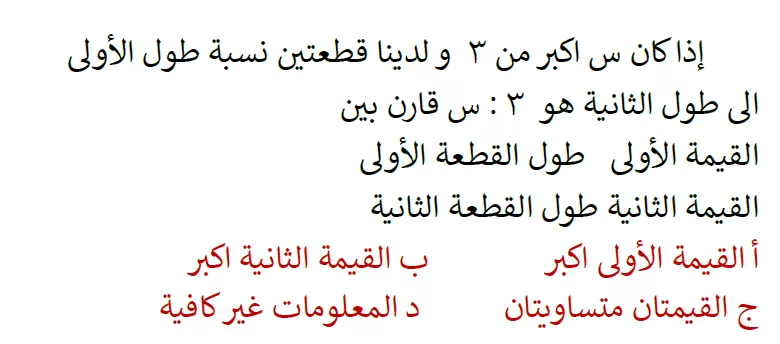 إذا كان س اكبر من ٣ و لدينا قطعتين نسبة طول الأولى
الى طول الثانية هو ٣ : س قارن بين
القيمة الأولى طول القطعة الأولى
القيمة الثانية طول القطعة الثانية
أ القيمة الأولى اكبر ب القيمة الثانية اكبر
ج القيمتان متساويتان د المعلومات غير كافية